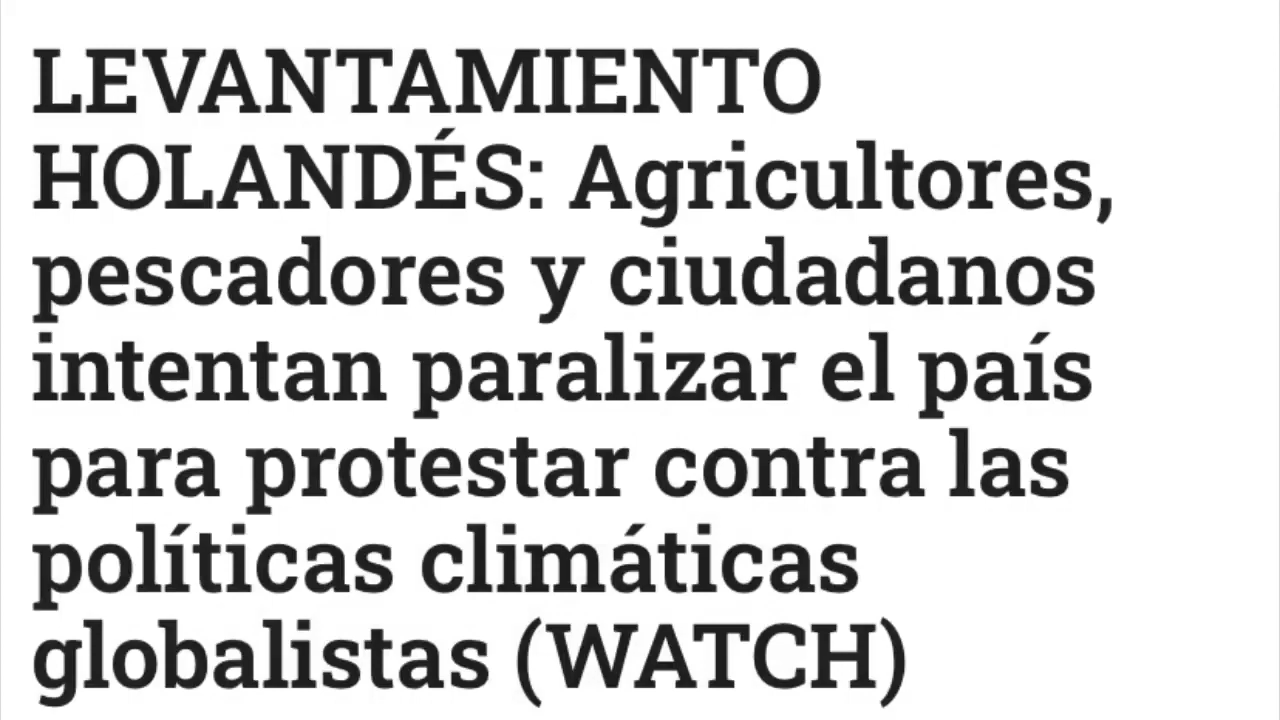 LEVANTAMIENTO
HOLANDÉS: Agricultores,
pescadores y ciudadanos
intentan paralizar el país
para protestar contra las
políticas climáticas
globalistas (WATCH)